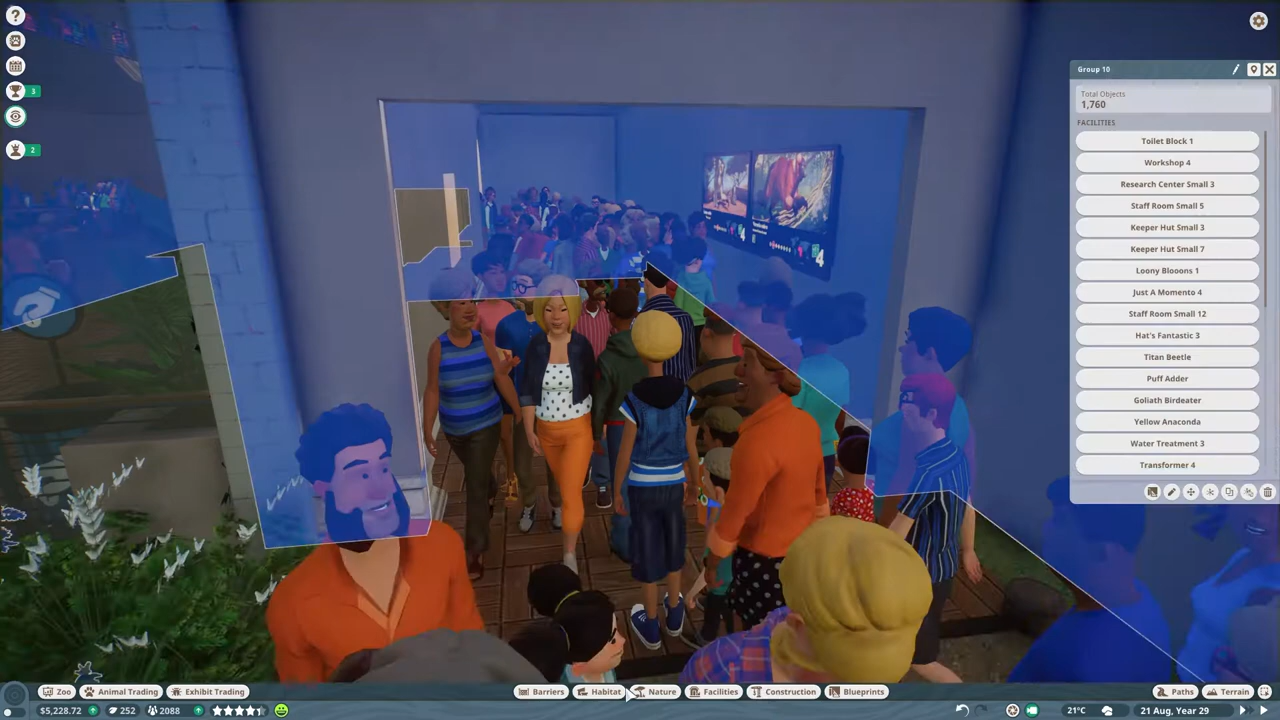 ?
3
2
Group 10
Total Objects
1,760
FACILITIES
Toilet Block 1
Workshop 4
Research Center Small 3
Staff Room Small 5
Keeper Hut Small 3
Keeper Hut Small 7
Loony Blooons 1
Just A Momento 4
Staff Room Small 12
Hat's Fantastic 3
Titan Beetle
Puff Adder
Goliath Birdeater
Yellow Anaconda
Water Treatment 3
Transformer 4
4
4
Zoo Animal Trading Exhibit Trading Barriers Habitat Nature Facilities Construction Blueprints Paths Terrain
$5,228.72 252 2088 21°C 21 Aug, Year 29